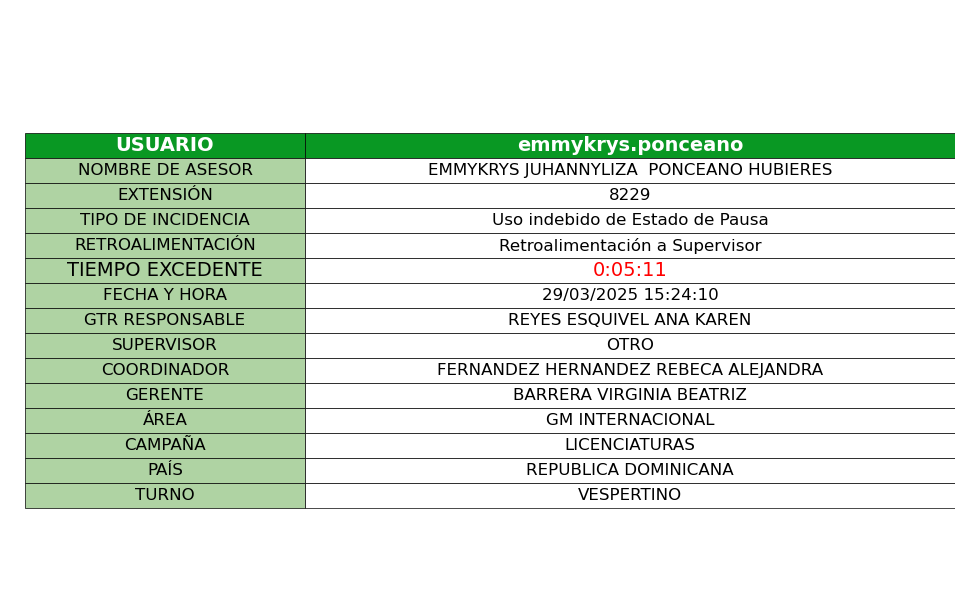 USUARIO emmykrys.ponceano
NOMBRE DE ASESOR EMMYKRYS JUHANNYLIZA  PONCEANO HUBIERES
EXTENSIÓN 8229
TIPO DE INCIDENCIA Uso indebido de Estado de Pausa
RETROALIMENTACIÓN Retroalimentación a Supervisor
TIEMPO EXCEDENTE 0:05:11
FECHA Y HORA 29/03/2025 15:24:10
GTR RESPONSABLE REYES ESQUIVEL ANA KAREN
SUPERVISOR OTRO
COORDINADOR FERNANDEZ HERNANDEZ REBECA ALEJANDRA
GERENTE BARRERA VIRGINIA BEATRIZ
ÁREA GM INTERNACIONAL
CAMPAÑA LICENCIATURAS
PAÍS REPUBLICA DOMINICANA
TURNO VESPERTINO